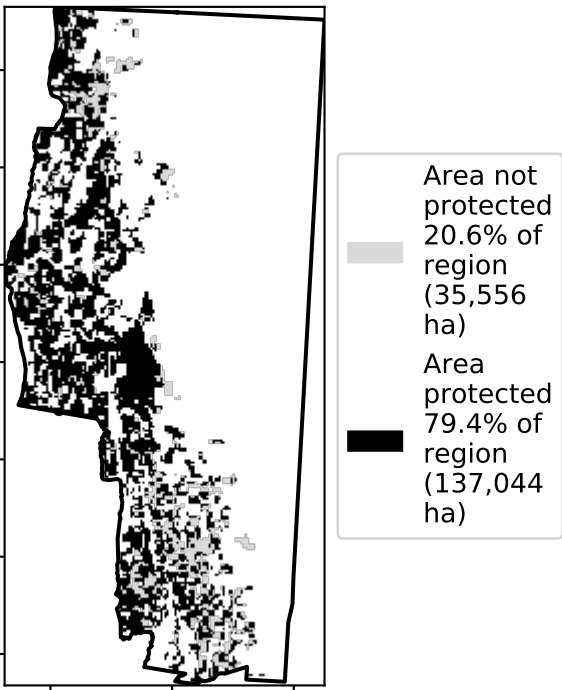 Area not
protected
20.6% of
region
(35,556
ha)
Area
protected
79.4% of
region
(137,044
ha)